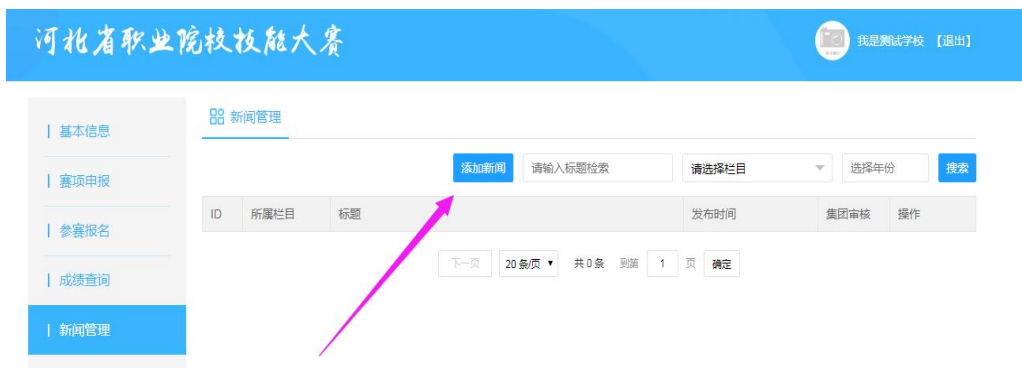 河北省职业院校技能大赛
我是测试学校 【退出】
基本信息
赛项申报
参赛报名
成绩查询
新闻管理
新闻管理
添加新闻 请输入标题检索 请选择栏目 选择年份 搜索
ID 所属栏目 标题 发布时间 集团审核 操作
下一页 20 条/页 共 0 条 到第 1 页 确定